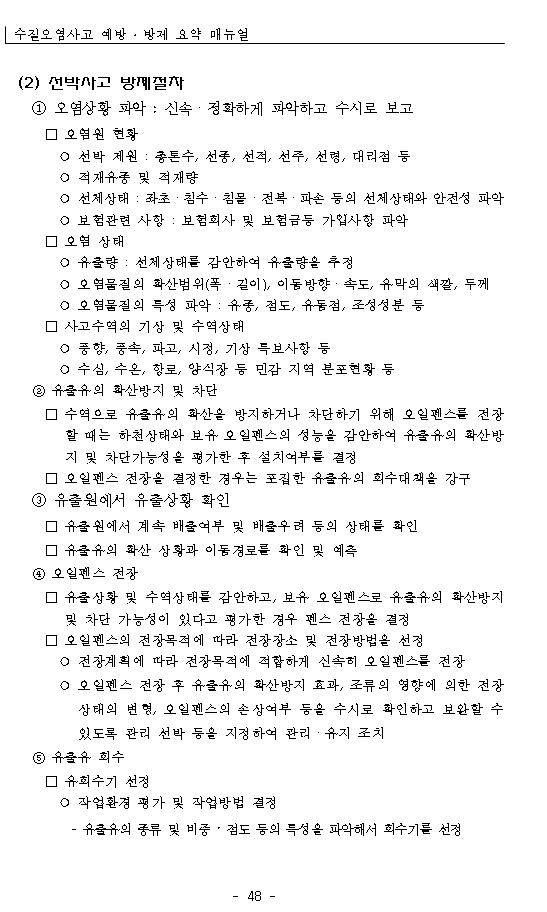 수질오염사고 예방 · 방제 요약 매뉴얼
(2) 선박사고 방제절차
① 오염상황 파악 : 신속 · 정확하게 파악하고 수시로 보고
□ 오염원 현황
○ 선박 제원 : 총톤수, 선종, 선적, 선주, 선령, 대리점 등
○ 적재유종 및 적재량
○ 선체상태 : 좌초 · 침수 · 침몰 · 전복 · 파손 등의 선체상태와 안전성 파악
○ 보험관련 사항 : 보험회사 및 보험금등 가입사항 파악
□ 오염 상태
○ 유출량 : 선체상태를 감안하여 유출량을 추정
○ 오염물질의 확산범위(폭 · 길이), 이동방향 · 속도, 유막의 색깔, 두께
○ 오염물질의 특성 파악 : 유종, 점도, 유동점, 조성성분 등
□ 사고수역의 기상 및 수역상태
○ 풍향, 풍속, 파고, 시정, 기상 특보사항 등
○ 수심, 수온, 항로, 양식장 등 민감 지역 분포현황 등
② 유출유의 확산방지 및 차단
□ 수역으로 유출유의 확산을 방지하거나 차단하기 위해 오일펜스를 전장
할 때는 하천상태와 보유 오일펜스의 성능을 감안하여 유출유의 확산방
지 및 차단가능성을 평가한 후 설치여부를 결정
□ 오일펜스 전장을 결정한 경우는 포집한 유출유의 회수대책을 강구
③ 유출원에서 유출상황 확인
□ 유출원에서 계속 배출여부 및 배출우려 등의 상태를 확인
□ 유출유의 확산 상황과 이동경로를 확인 및 예측
④ 오일펜스 전장
□ 유출상황 및 수역상태를 감안하고, 보유 오일펜스로 유출유의 확산방지
및 차단 가능성이 있다고 평가한 경우 펜스 전장을 결정
□ 오일펜스의 전장목적에 따라 전장장소 및 전장방법을 선정
○ 전장계획에 따라 전장목적에 적합하게 신속히 오일펜스를 전장
○ 오일펜스 전장 후 유출유의 확산방지 효과, 조류의 영향에 의한 전장
상태의 변형, 오일펜스의 손상여부 등을 수시로 확인하고 보완할 수
있도록 관리 선박 등을 지정하여 관리 · 유지 조치
⑤ 유출유 회수
□ 유회수기 선정
○ 작업환경 평가 및 작업방법 결정
- 유출유의 종류 및 비중 · 점도 등의 특성을 파악해서 회수기를 선정
- 48 -